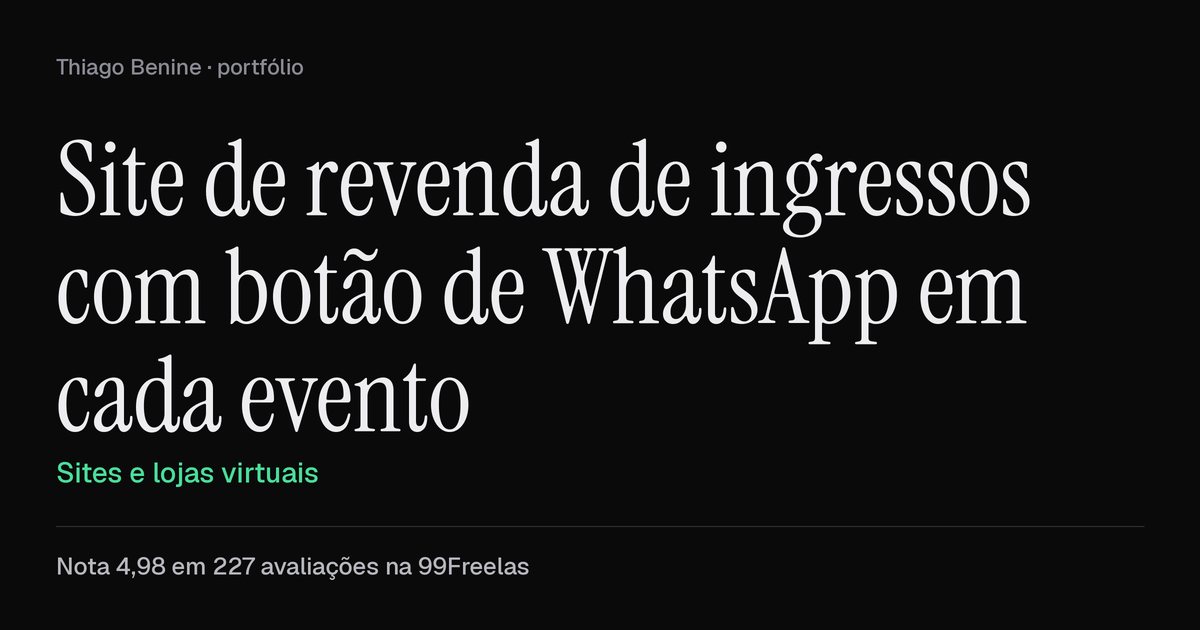 Thiago Benine · portfólio
Site de revenda de ingressos
com botão de WhatsApp em
cada evento
Sites e lojas virtuais
Nota 4,98 em 227 avaliações na 99Freelas